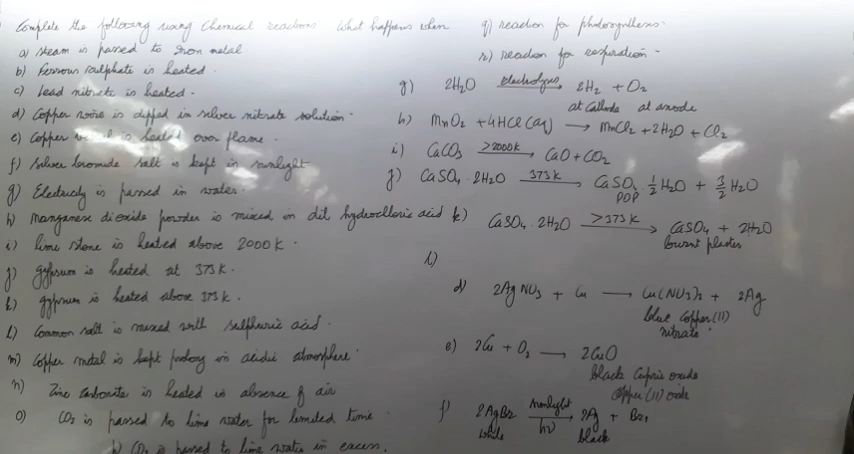 Complete the following using Chemical reactions What happens when
a) steam is passed to Iron metal
b) Ferrous sulphate is heated.
c) Lead nitrate is heated.
d) Copper wire is dipped in silver nitrate solution.
e) Copper is heated over flame.
f) Silver bromide salt is kept in sunlight
g) Electricity is passed in water.
h) manganese dioxide powder is mixed in dil. hydrochloric acid
i) lime stone is heated above 2000K.
j) gypsum is heated at 373K.
k) gypsum is heated above 373K.
l) Common salt is mixed with sulphuric acid.
m) Copper metal is kept in acidic atmosphere.
n) Zinc carbonate is heated in absence of air
o) CO2 is passed to lime water for limited time
p) CO2 is passed to lime water in excess.
q) reaction for photosynthesis.
r) reaction for respiration.
g) 2H2O Electrolysis → 2H2 + O2
at Cathode at anode
h) MnO2 + 4HCl (aq) → MnCl2 + 2H2O + Cl2
i) CaCO3 >2000K → CaO + CO2
j) CaSO4 . 2H2O 373K → CaSO4 . 1/2 H2O + 3/2 H2O
POP
k) CaSO4 . 2H2O >373K → CaSO4 + 2H2O
burnt plaster
l)
d) 2AgNO3 + Cu → Cu(NO3)2 + 2Ag
blue Copper(II)
nitrate
e) 2Cu + O2 → 2CuO
black Cupric oxide
Copper (II) oxide
f) 2AgBr sunlight hν → 2Ag + Br2
white black